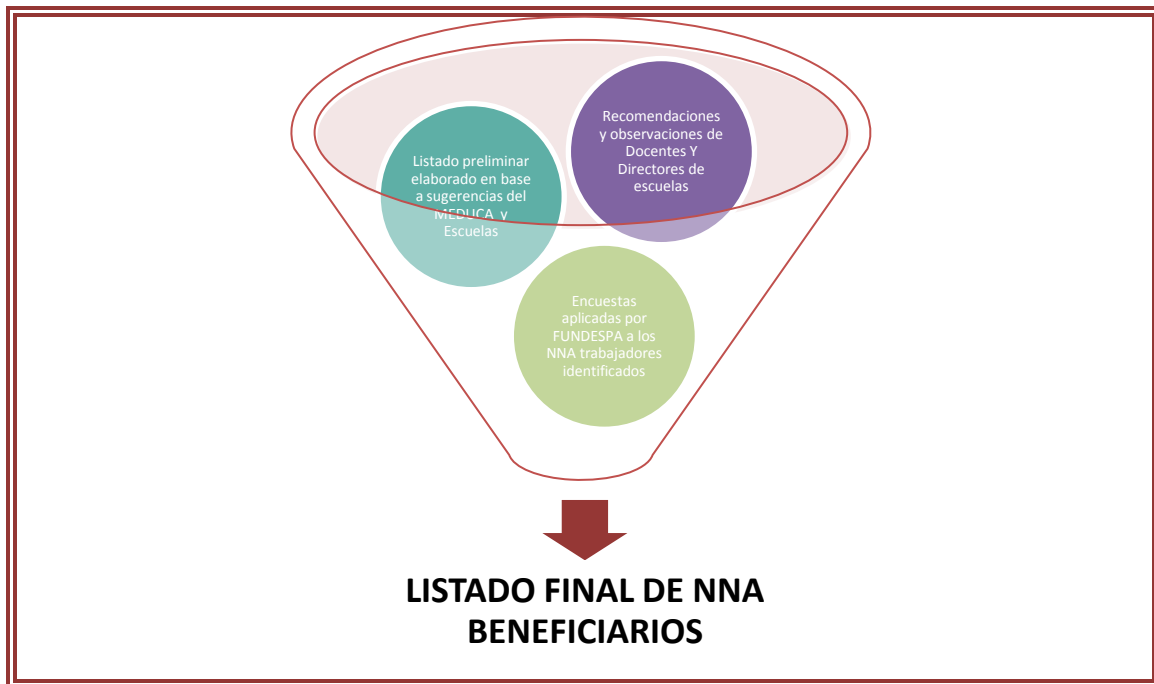 Listado preliminar
elaborado en base
a sugerencias del
MEDUCA y
Escuelas
Recomendaciones
y observaciones de
Docentes Y
Directores de
escuelas
Encuestas
aplicadas por
FUNDESPA a los
NNA trabajadores
identificados
LISTADO FINAL DE NNA
BENEFICIARIOS